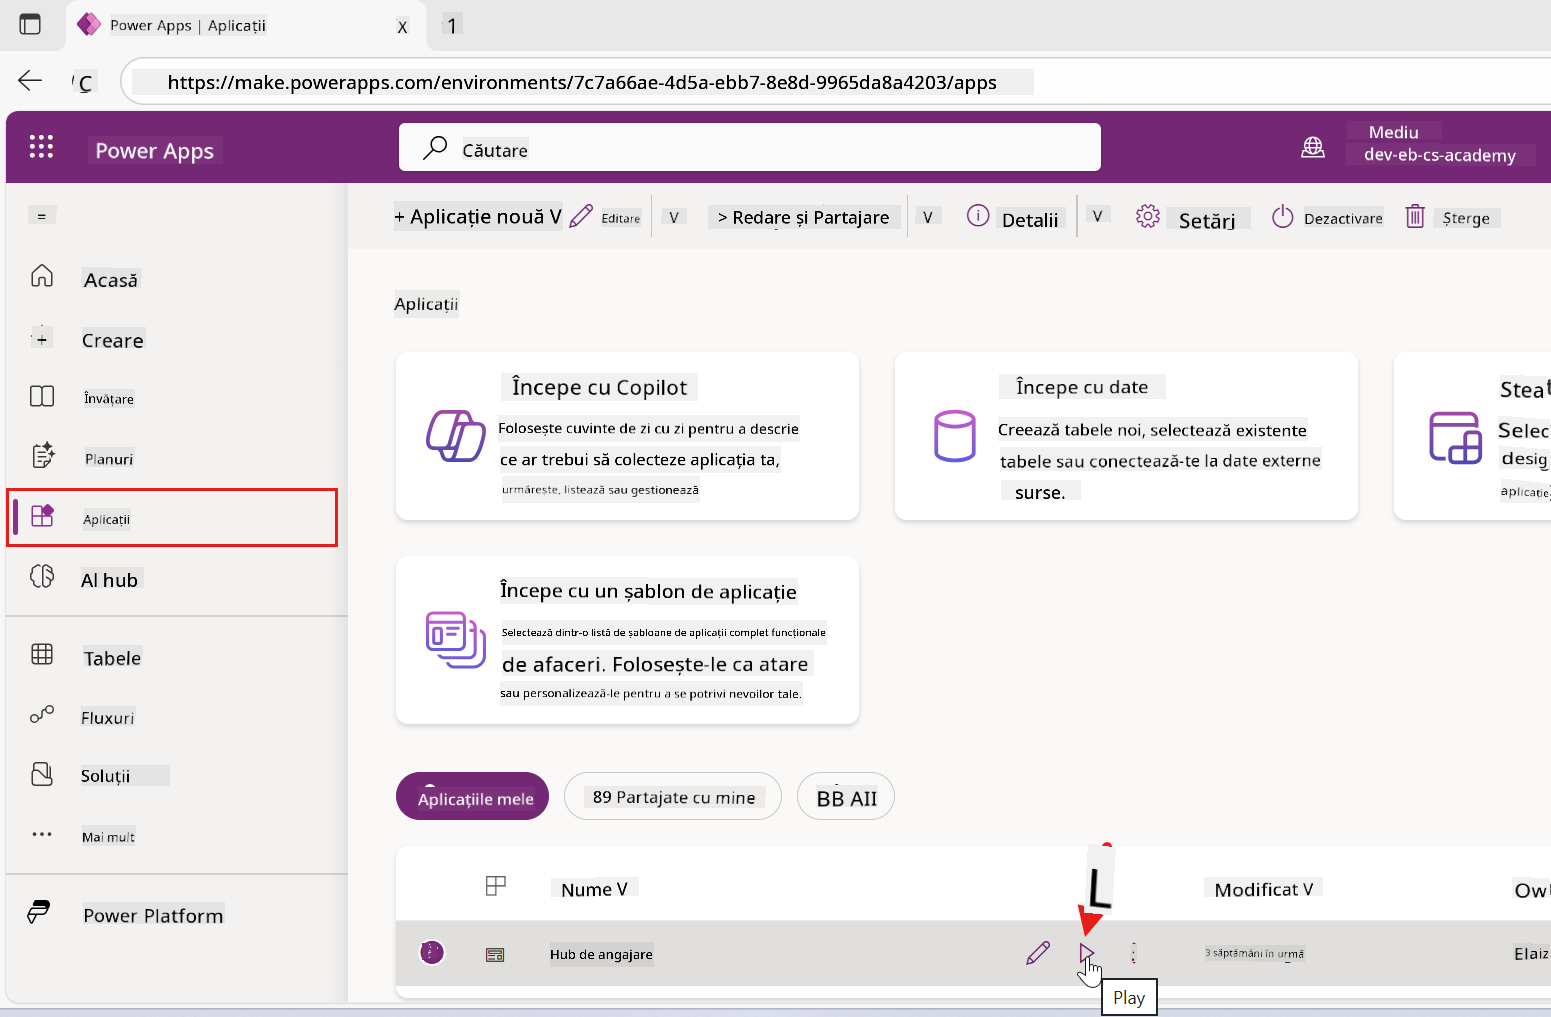 Power Apps | Aplicații X 1
C https://make.powerapps.com/environments/7c7a66ae-4d5a-ebb7-8e8d-9965da8a4203/apps
Power Apps
Căutare
Mediu
dev-eb-cs-academy
=
+ Aplicație nouă V Editare V > Redare și Partajare V Detalii V Setărj Dezactivare Șterge
Acasă
+ Creare
Învățare
Planuri
Aplicații
Al hub
Tabele
Fluxuri
Soluții
Mai mult
Power Platform
Aplicații
Începe cu Copilot
Folosește cuvinte de zi cu zi pentru a descrie
ce ar trebui să colecteze aplicația ta,
urmărește, listează sau gestionează
Începe cu date
Creează tabele noi, selectează existente
tabele sau conectează-te la date externe
surse.
Selec
desig
aplicație
Începe cu un șablon de aplicație
Selectează dintr-o listă de șabloane de aplicații complet funcționale
de afaceri. Folosește-le ca atare
sau personalizează-le pentru a se potrivi nevoilor tale.
Aplicațiile mele 89 Partajate cu mine BB AII
L
Nume V Modificat V Ow
Hub de angajare 3 săptămâni în urmă Elaiz
Play